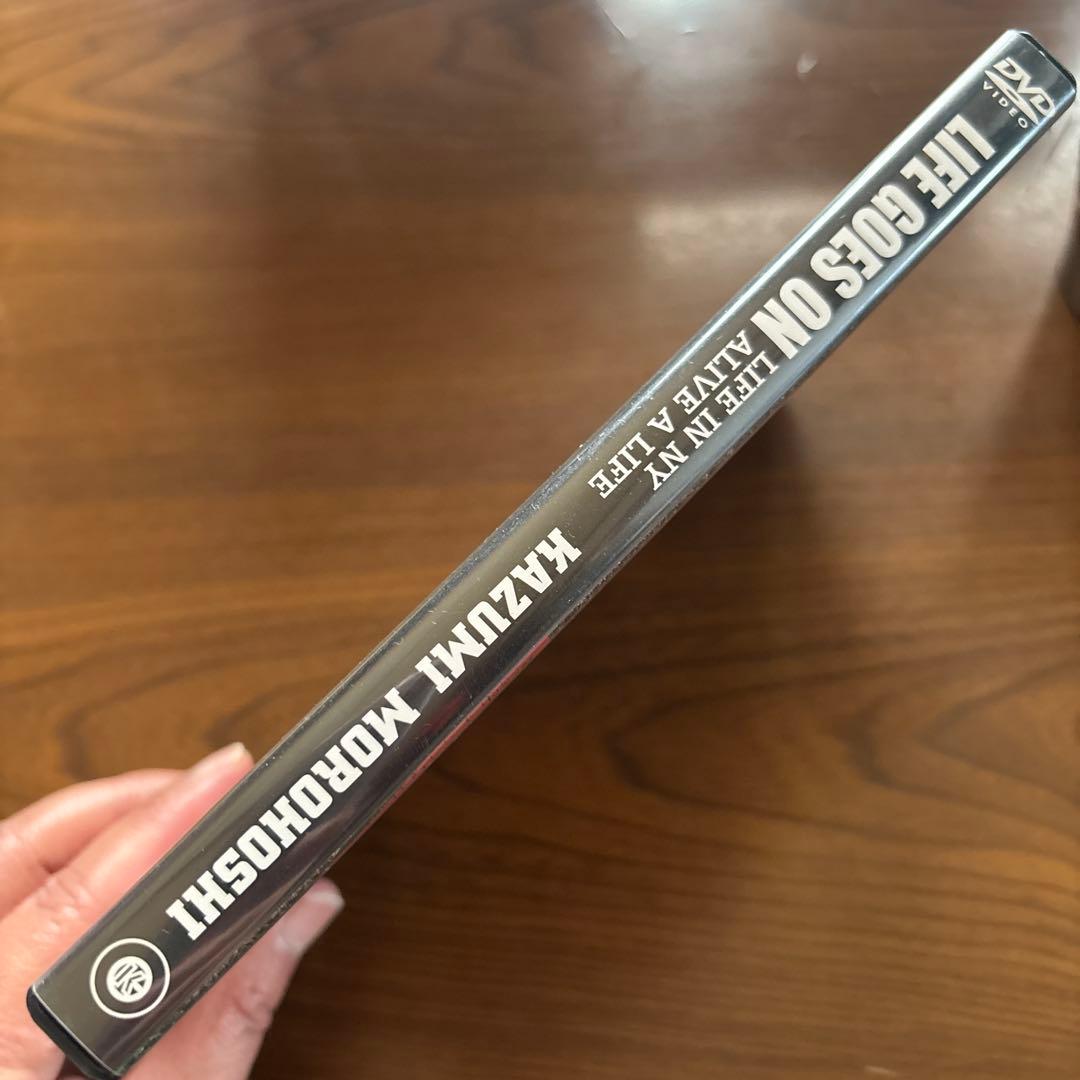 DVD
VIDEO
LIFE GOES ON
LIFE IN NY
ALIVE A LIFE
KAZUMI MOROHOSHI